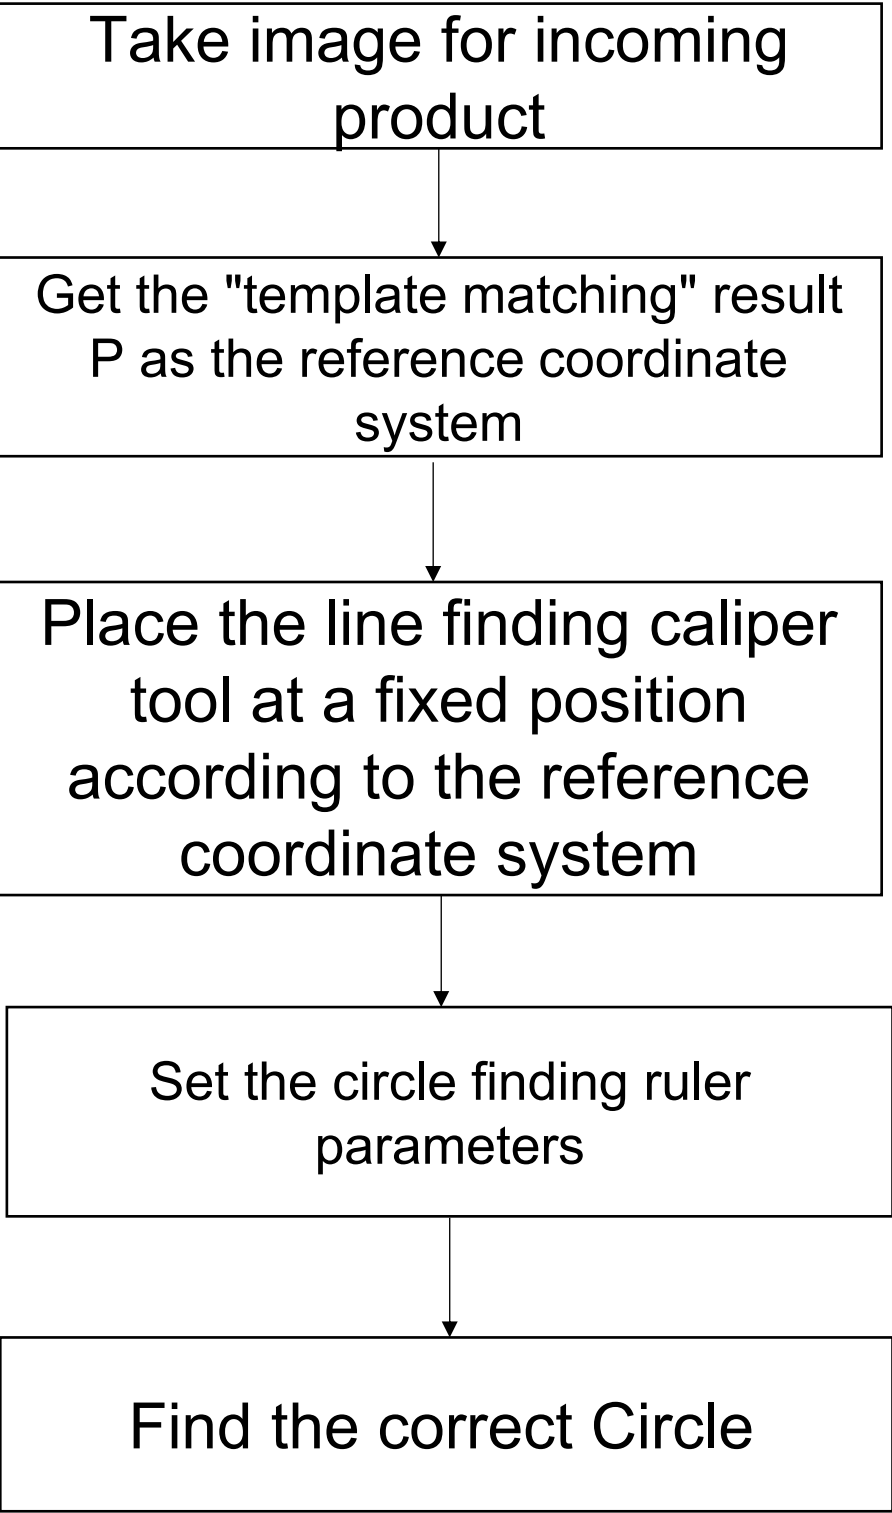 Take image for incoming
product
Get the "template matching" result
P as the reference coordinate
system
Place the line finding caliper
tool at a fixed position
according to the reference
coordinate system
Set the circle finding ruler
parameters
Find the correct Circle